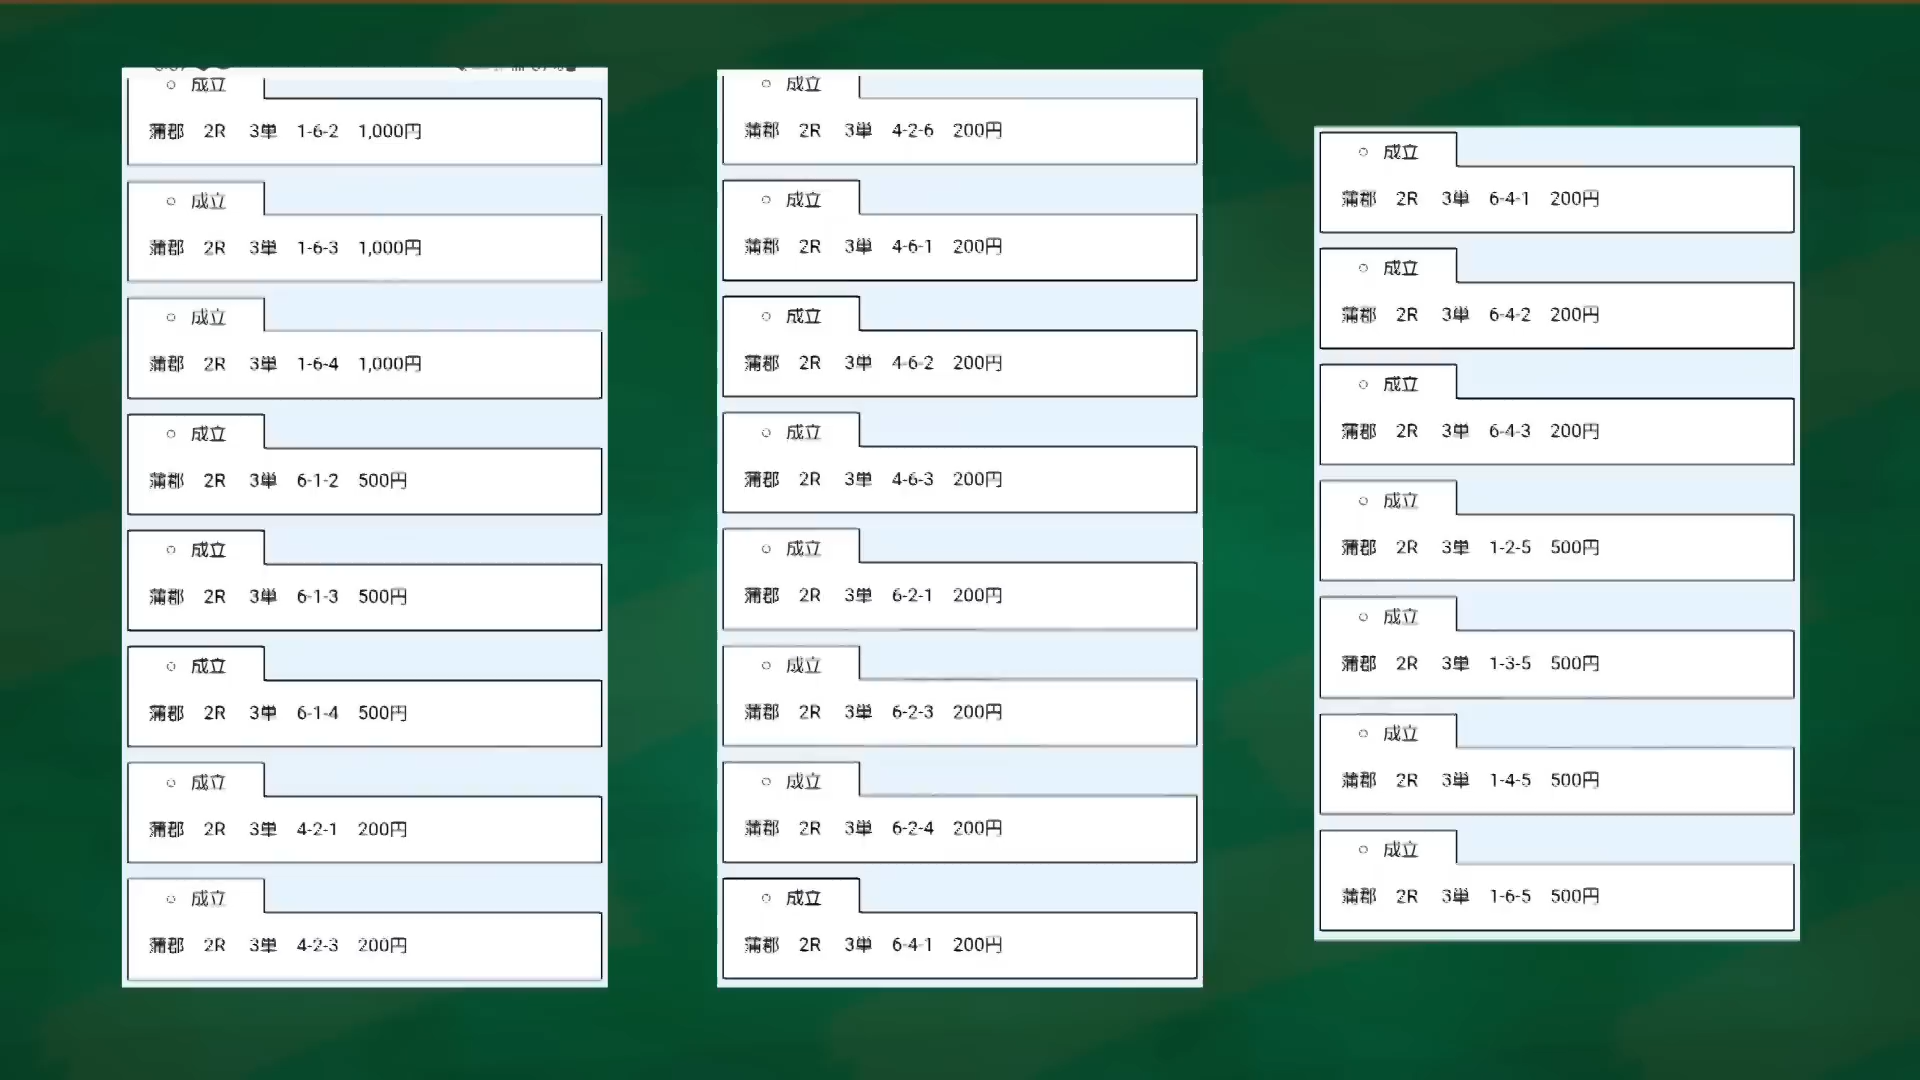 ○ 成立
蒲郡 2R 3単 1-6-2 1,000円
○ 成立
蒲郡 2R 3単 1-6-3 1,000円
○ 成立
蒲郡 2R 3単 1-6-4 1,000円
○ 成立
蒲郡 2R 3単 6-1-2 500円
○ 成立
蒲郡 2R 3単 6-1-3 500円
○ 成立
蒲郡 2R 3単 6-1-4 500円
○ 成立
蒲郡 2R 3単 4-2-1 200円
○ 成立
蒲郡 2R 3単 4-2-3 200円
○ 成立
蒲郡 2R 3単 4-2-6 200円
○ 成立
蒲郡 2R 3単 4-6-1 200円
○ 成立
蒲郡 2R 3単 4-6-2 200円
○ 成立
蒲郡 2R 3単 4-6-3 200円
○ 成立
蒲郡 2R 3単 6-2-1 200円
○ 成立
蒲郡 2R 3単 6-2-3 200円
○ 成立
蒲郡 2R 3単 6-2-4 200円
○ 成立
蒲郡 2R 3単 6-4-1 200円
○ 成立
蒲郡 2R 3単 6-4-1 200円
○ 成立
蒲郡 2R 3単 6-4-2 200円
○ 成立
蒲郡 2R 3単 6-4-3 200円
○ 成立
蒲郡 2R 3単 1-2-5 500円
○ 成立
蒲郡 2R 3単 1-3-5 500円
○ 成立
蒲郡 2R 3単 1-4-5 500円
○ 成立
蒲郡 2R 3単 1-6-5 500円